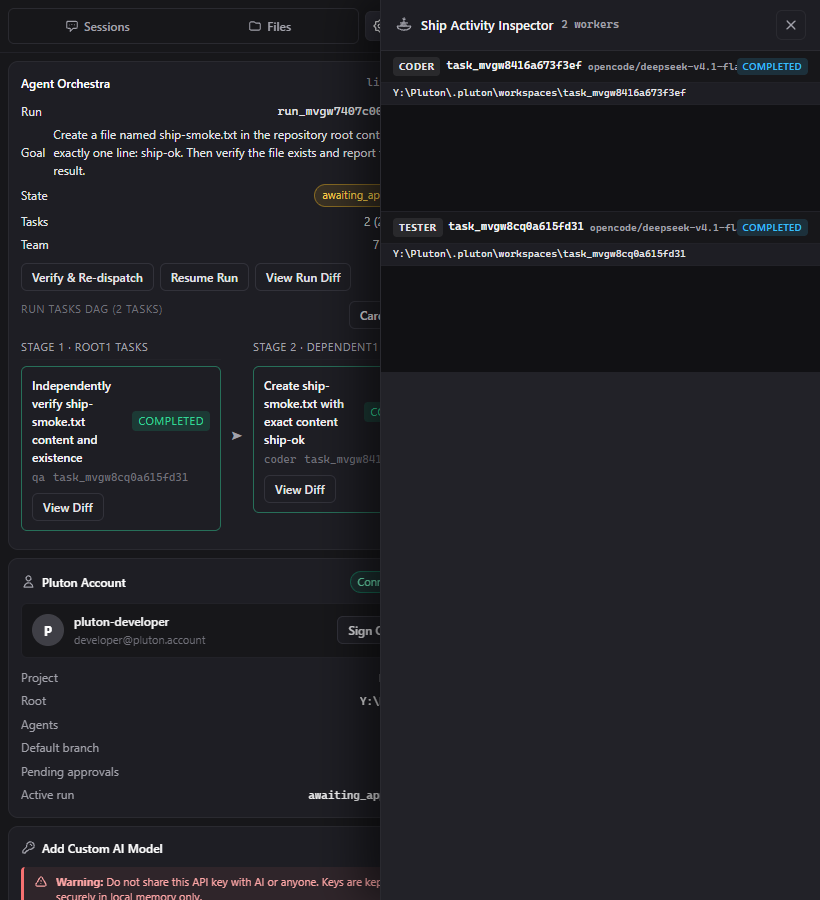 Sessions
Files
Agent Orchestra
Run
run_mvgw7407c00
Goal
Create a file named ship-smoke.txt in the repository root cont
exactly one line: ship-ok. Then verify the file exists and report
result.
State
awaiting_ap
Tasks
2 (2
Team
7
Verify & Re-dispatch
Resume Run
View Run Diff
RUN TASKS DAG (2 TASKS)
STAGE 1 · ROOT1 TASKS
Independently
verify ship-
smoke.txt
content and
existence
COMPLETED
qa task_mvgw8cq0a615fd31
View Diff
STAGE 2 · DEPENDENT1
Create ship-
smoke.txt with
exact content
ship-ok
coder task_mvgw841
View Diff
Pluton Account
P
pluton-developer
developer@pluton.account
Sign
Project
Root
Y:\
Agents
Default branch
Pending approvals
Active run
awaiting_ap
Add Custom AI Model
Warning: Do not share this API key with AI or anyone. Keys are kep
securely in local memory only.
Ship Activity Inspector 2 workers
CODER task_mvgw8416a673f3ef opencode/deepseek-v4.1-fla COMPLETED
Y:\Pluton\.pluton\workspaces\task_mvgw8416a673f3ef
TESTER task_mvgw8cq0a615fd31 opencode/deepseek-v4.1-fl COMPLETED
Y:\Pluton\.pluton\workspaces\task_mvgw8cq0a615fd31